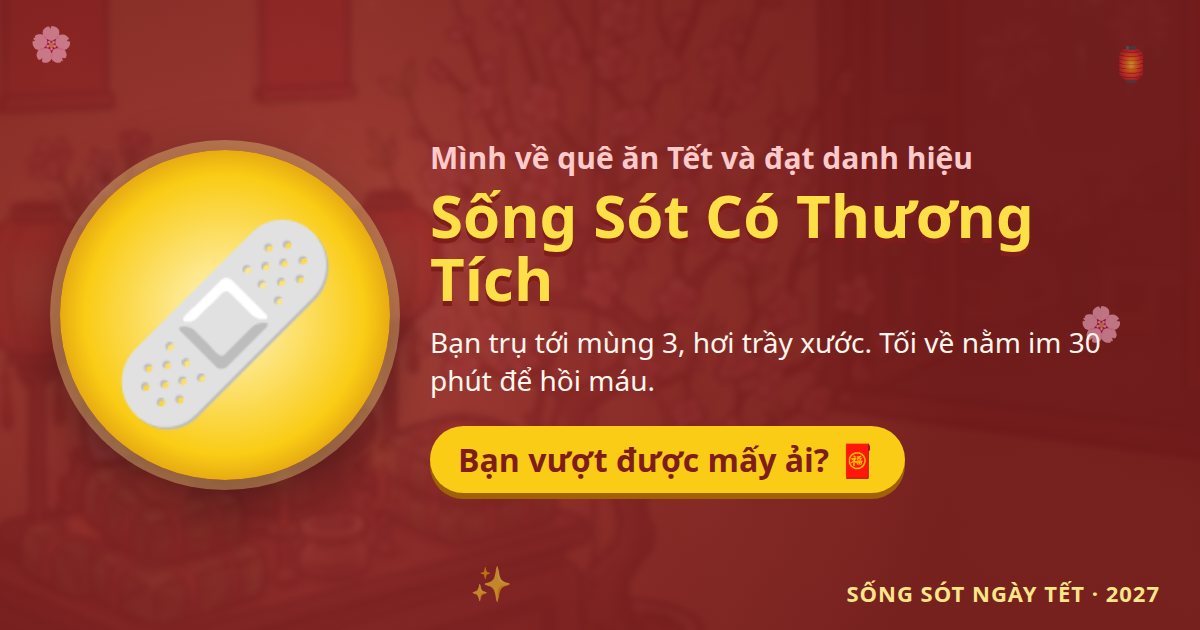 Mình về quê ăn Tết và đạt danh hiệu
Sống Sót Có Thương
Tích
Bạn trụ tới mùng 3, hơi trầy xước. Tối về nằm im 30
phút để hồi máu.
Bạn vượt được mấy ải? 🧧
SỐNG SÓT NGÀY TẾT · 2027